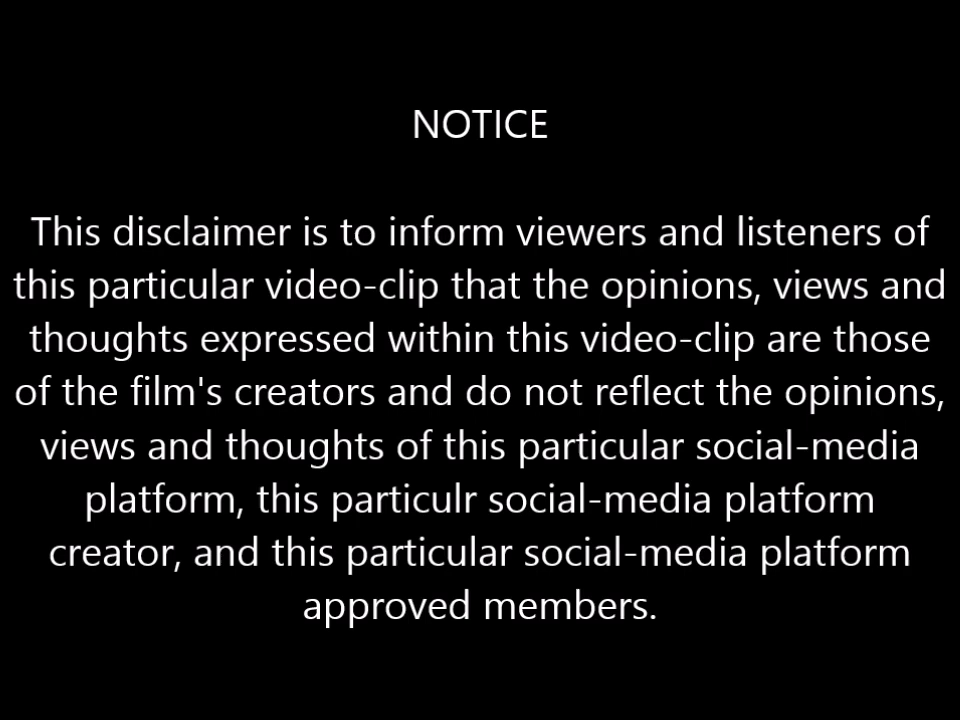 NOTICE
This disclaimer is to inform viewers and listeners of
this particular video-clip that the opinions, views and
thoughts expressed within this video-clip are those
of the film's creators and do not reflect the opinions,
views and thoughts of this particular social-media
platform, this particulr social-media platform
creator, and this particular social-media platform
approved members.